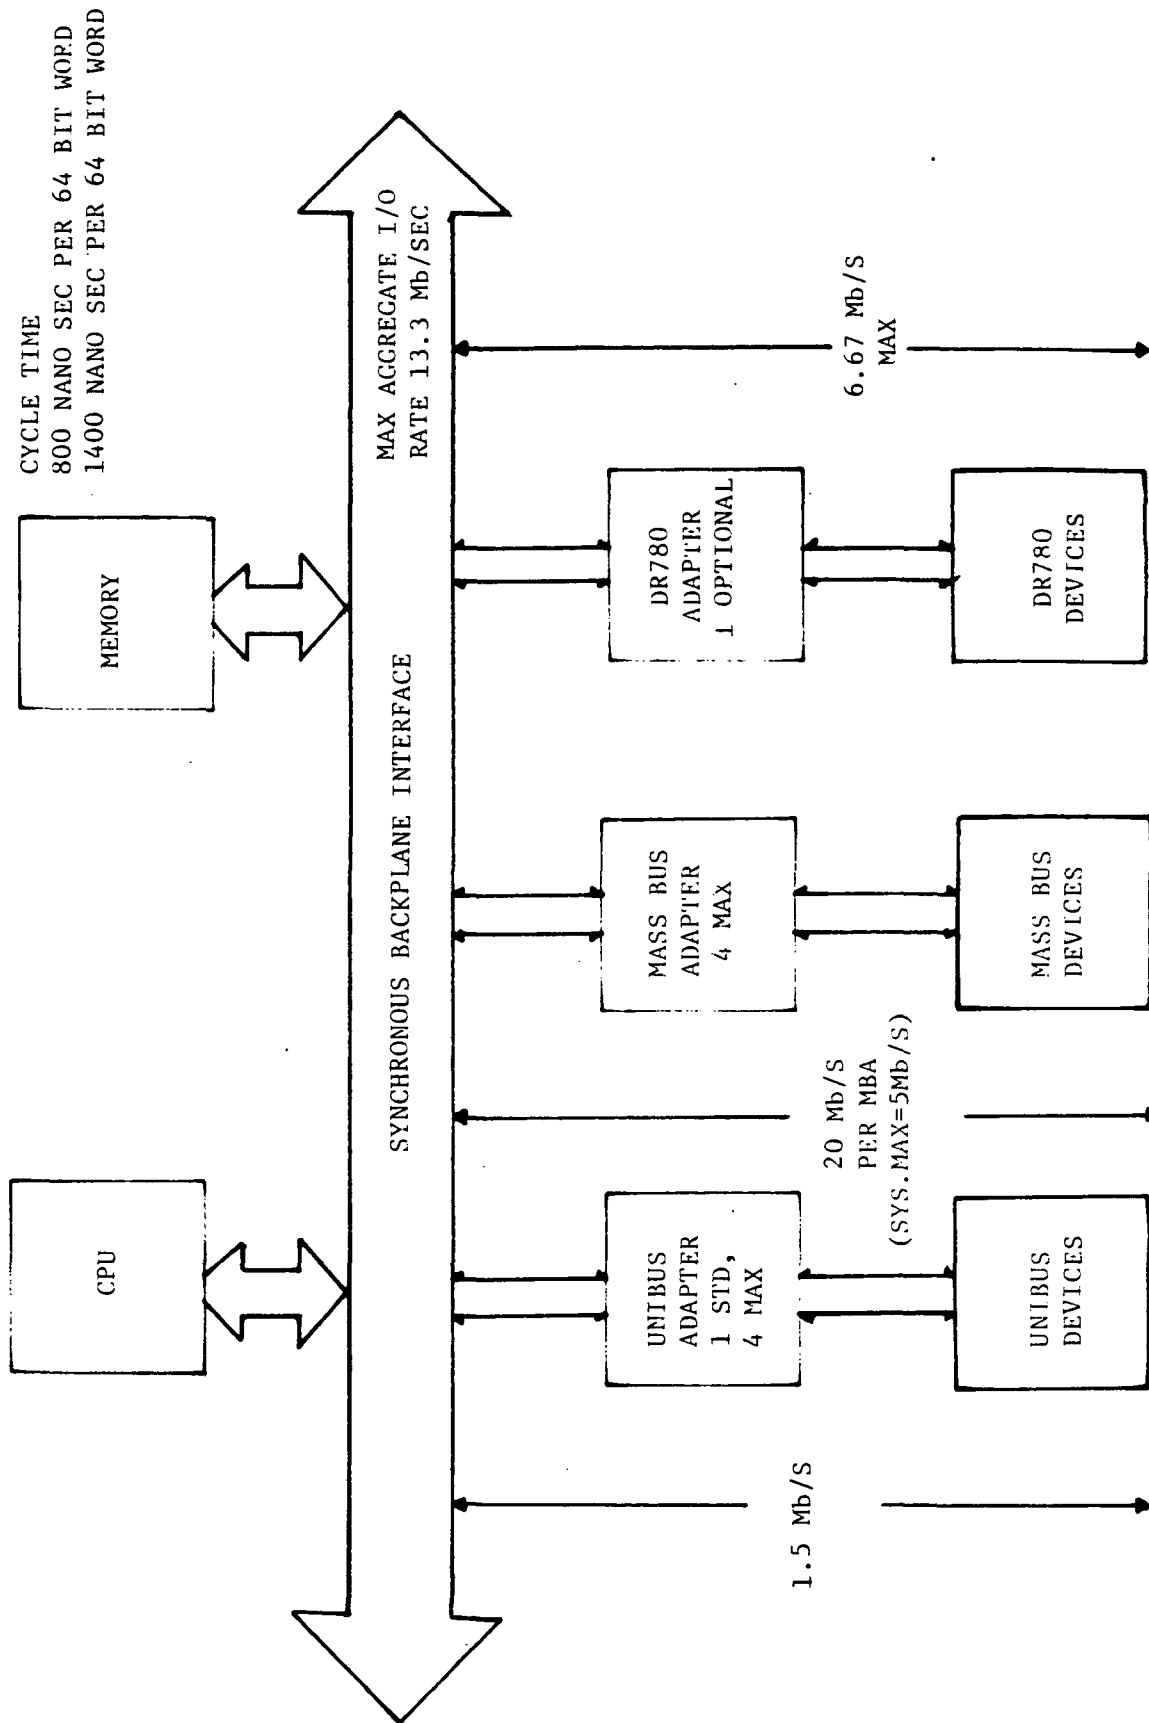 CYCLE TIME
800 NANO SEC PER 64 BIT WORD
1400 NANO SEC PER 64 BIT WORD
CPU
MEMORY
SYNCHRONOUS BACKPLANE INTERFACE
MAX AGGREGATE I/O
RATE 13.3 Mb/SEC
UNIBUS
ADAPTER
1 STD,
4 MAX
MASS BUS
ADAPTER
4 MAX
DR780
ADAPTER
1 OPTIONAL
1.5 Mb/S
20 Mb/S
PER MBA
(SYS.MAX=5Mb/S)
6.67 Mb/S
MAX
UNIBUS
DEVICES
MASS BUS
DEVICES
DR780
DEVICES